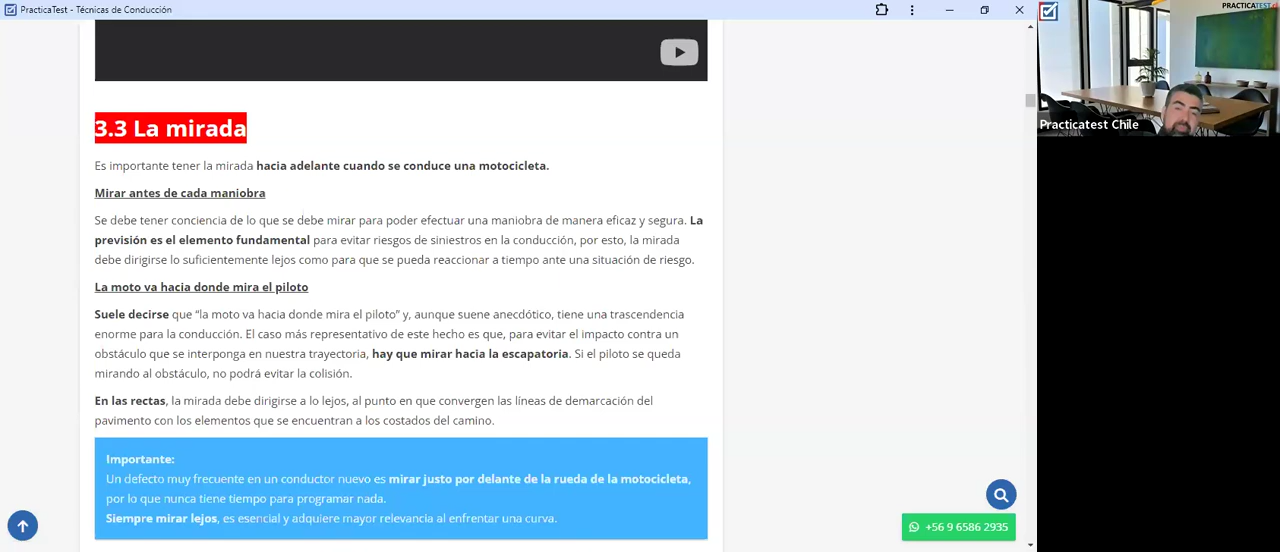 PracticaTest - Técnicas de Conducción
PRACTICATEST.cl
Practicatest Chile
3.3 La mirada
Es importante tener la mirada hacia adelante cuando se conduce una motocicleta.
Mirar antes de cada maniobra
Se debe tener conciencia de lo que se debe mirar para poder efectuar una maniobra de manera eficaz y segura. La
previsión es el elemento fundamental para evitar riesgos de siniestros en la conducción, por esto, la mirada
debe dirigirse lo suficientemente lejos como para que se pueda reaccionar a tiempo ante una situación de riesgo.
La moto va hacia donde mira el piloto
Suele decirse que “la moto va hacia donde mira el piloto” y, aunque suene anecdótico, tiene una trascendencia
enorme para la conducción. El caso más representativo de este hecho es que, para evitar el impacto contra un
obstáculo que se interponga en nuestra trayectoria, hay que mirar hacia la escapatoria. Si el piloto se queda
mirando al obstáculo, no podrá evitar la colisión.
En las rectas, la mirada debe dirigirse a lo lejos, al punto en que convergen las líneas de demarcación del
pavimento con los elementos que se encuentran a los costados del camino.
Importante:
Un defecto muy frecuente en un conductor nuevo es mirar justo por delante de la rueda de la motocicleta,
por lo que nunca tiene tiempo para programar nada.
Siempre mirar lejos, es esencial y adquiere mayor relevancia al enfrentar una curva.
+56 9 6586 2935